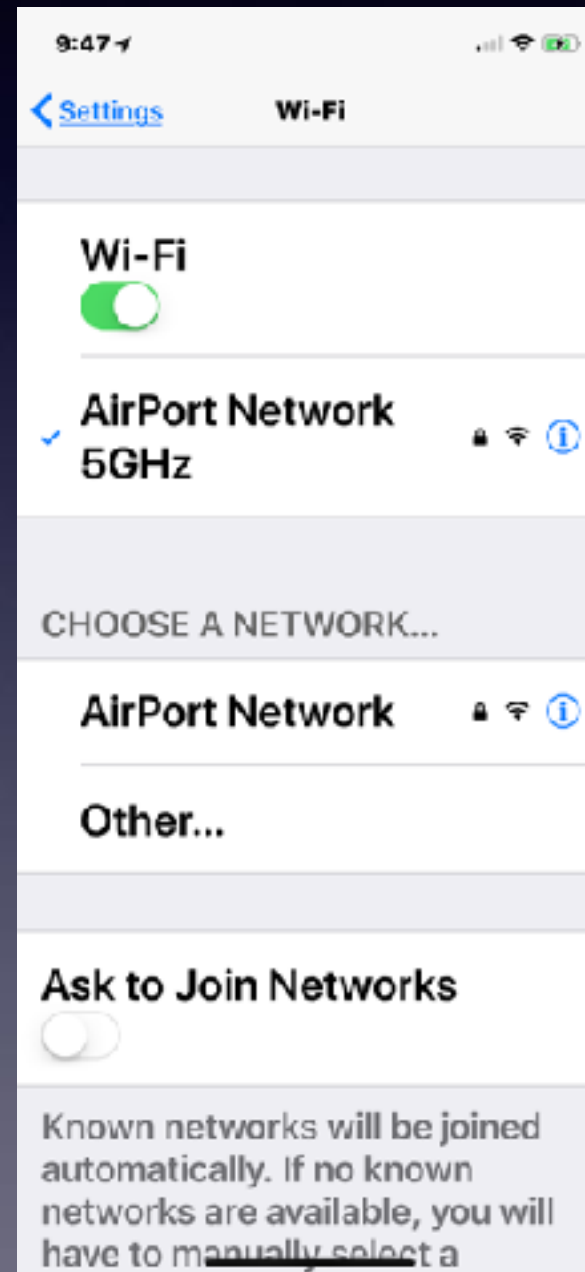 9:47
Settings Wi-Fi
Wi-Fi
AirPort Network
5GHz
CHOOSE A NETWORK...
AirPort Network
Other...
Ask to Join Networks
Known networks will be joined
automatically. If no known
networks are available, you will
have to manually select a